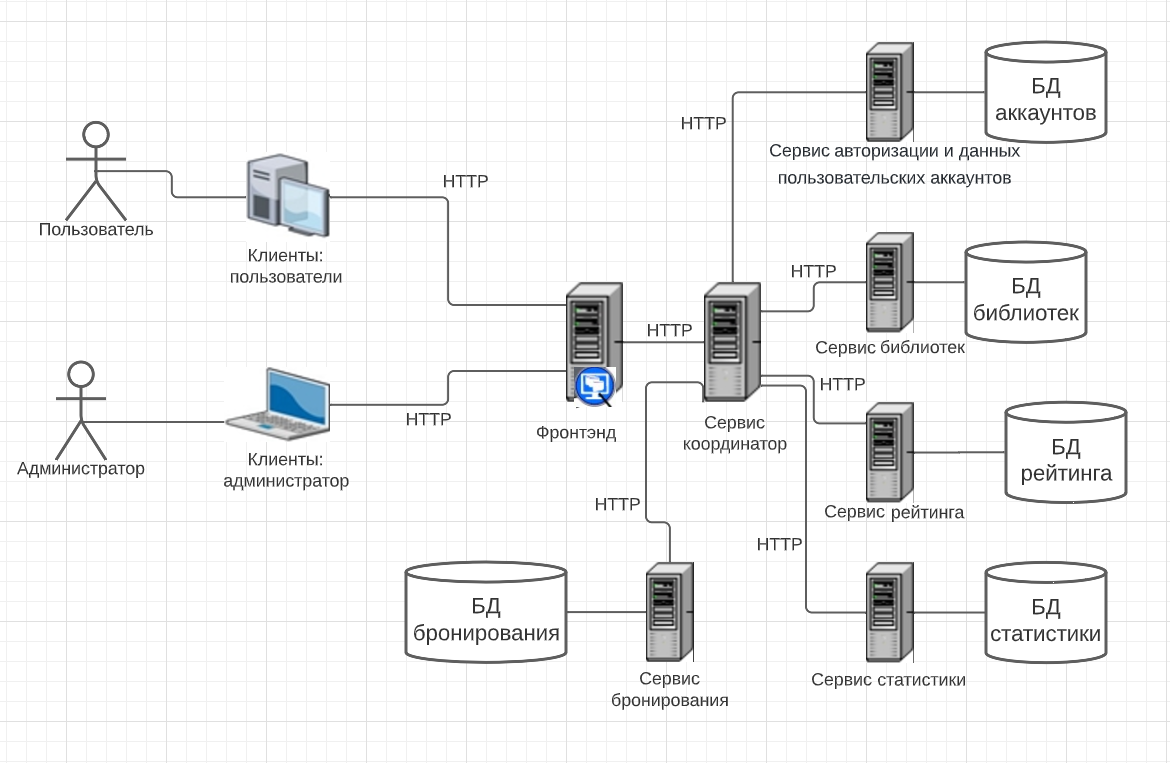 БД
аккаунтов
HTTP
Сервис авторизации и данных
пользовательских аккаунтов
HTTP
Пользователь
Клиенты:
пользователи
HTTP
БД
библиотек
Сервис библиотек
HTTP
HTTP
HTTP
Фронтэнд
Сервис
координатор
Администратор
Клиенты:
администратор
БД
рейтинга
Сервис рейтинга
HTTP
HTTP
БД
бронирования
Сервис
бронирования
БД
статистики
Сервис статистики